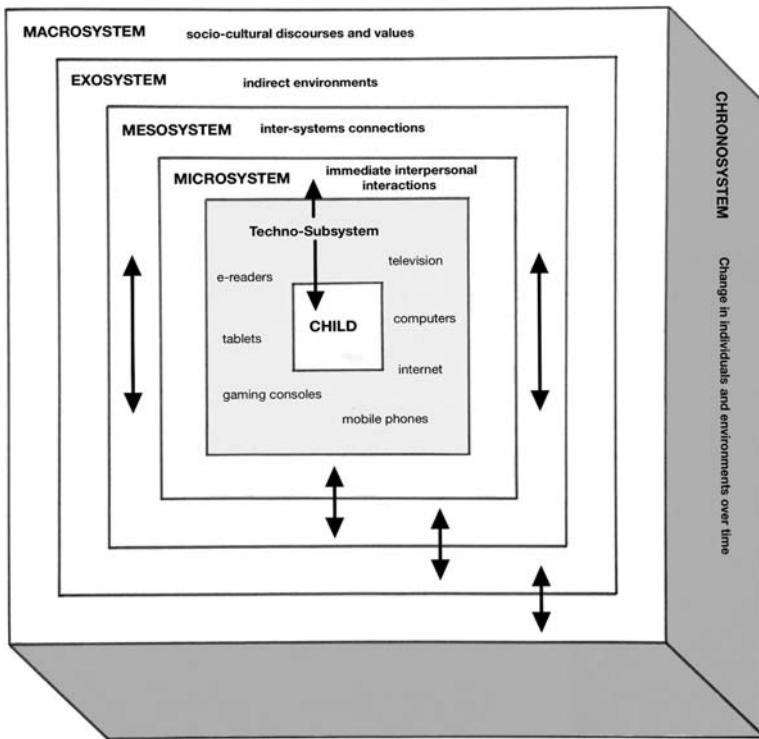 MACROSYSTEM socio-cultural discourses and values
EXOSYSTEM indirect environments
MESOSYSTEM inter-systems connections
MICROSYSTEM immediate interpersonal
interactions
Techno-Subsystem
television
e-readers
computers
CHILD
tablets
internet
gaming consoles
mobile phones
CHRONOSYSTEM Change in individuals and environments over time